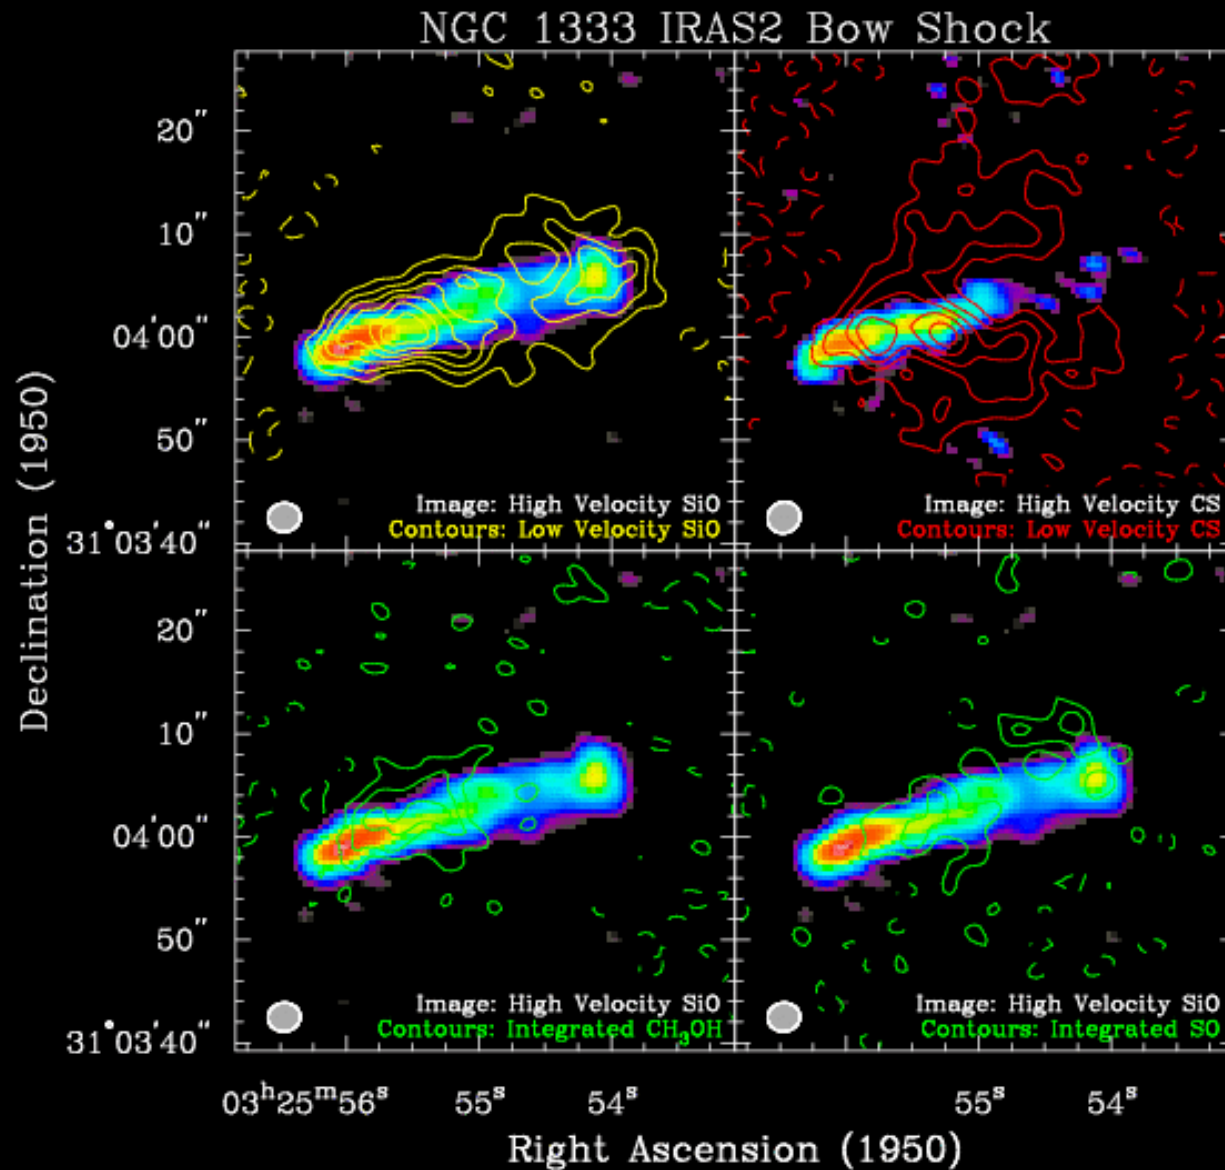 NGC 1333 IRAS2 Bow Shock
Declination (1950)
20″
10″
04′00″
50″
31°03′40″
Image: High Velocity SiO
Contours: Low Velocity SiO
Image: High Velocity CS
Contours: Low Velocity CS
20″
10″
04′00″
50″
31°03′40″
Image: High Velocity SiO
Contours: Integrated CH₃OH
Image: High Velocity SiO
Contours: Integrated SO
03ʰ25ᵐ56ˢ 55ˢ 54ˢ 55ˢ 54ˢ
Right Ascension (1950)